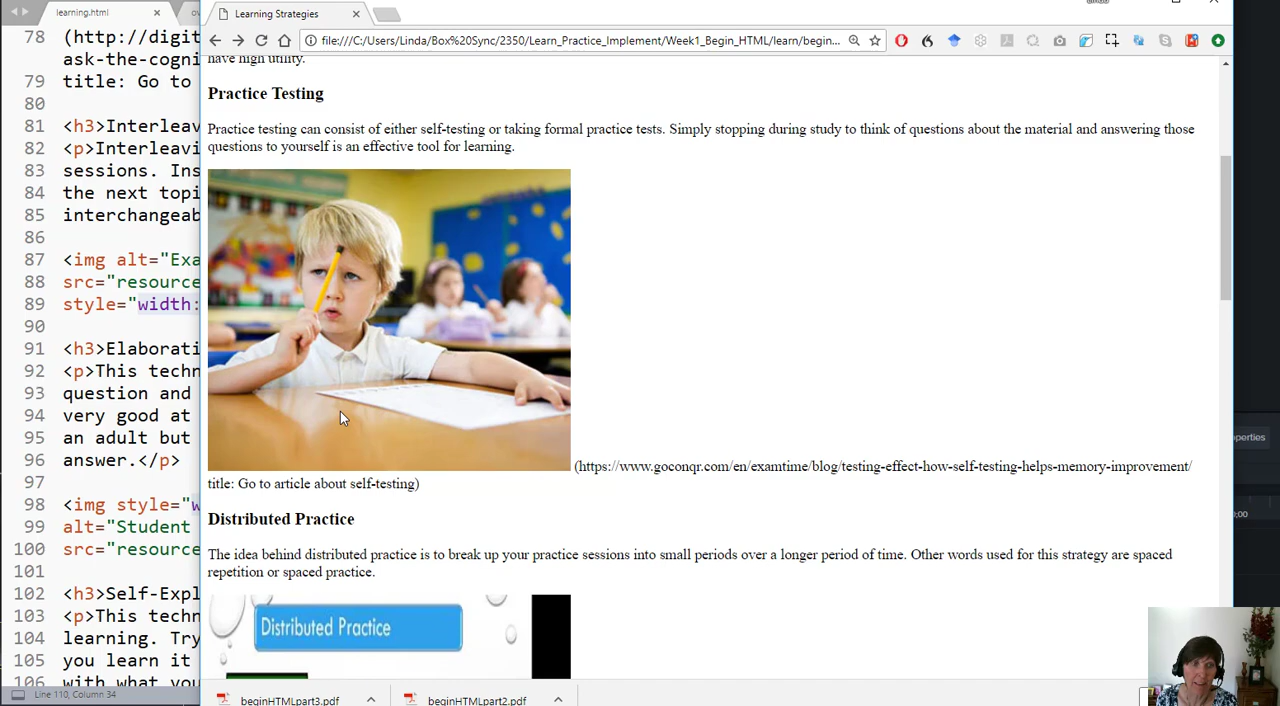 learning.html
Learning Strategies
file:///C:/Users/Linda/Box%20Sync/2350/Learn_Practice_Implement/Week1_Begin_HTML/learn/begin...
78 (http://digit
ask-the-cogni
79 title: Go to
80
81 <h3>Interleav
82 <p>Interleavi
83 sessions. Ins
84 the next topi
85 interchangeab
86
87 <img alt="Exa
88 src="resource
89 style="width:
90
91 <h3>Elaborati
92 <p>This techn
93 question and
94 very good at
95 an adult but
96 answer.</p>
97
98 <img style="w
99 alt="Student
100 src="resource
101
102 <h3>Self-Expl
103 <p>This techn
104 learning. Try
105 you learn it
106 with what you
Line 110, Column 34
have high utility.
Practice Testing
Practice testing can consist of either self-testing or taking formal practice tests. Simply stopping during study to think of questions about the material and answering those
questions to yourself is an effective tool for learning.
(https://www.goconqr.com/en/examtime/blog/testing-effect-how-self-testing-helps-memory-improvement/
title: Go to article about self-testing)
Distributed Practice
The idea behind distributed practice is to break up your practice sessions into small periods over a longer period of time. Other words used for this strategy are spaced
repetition or spaced practice.
Distributed Practice
beginHTMLpart3.pdf
beginHTMLpart2.pdf
operties
0;00